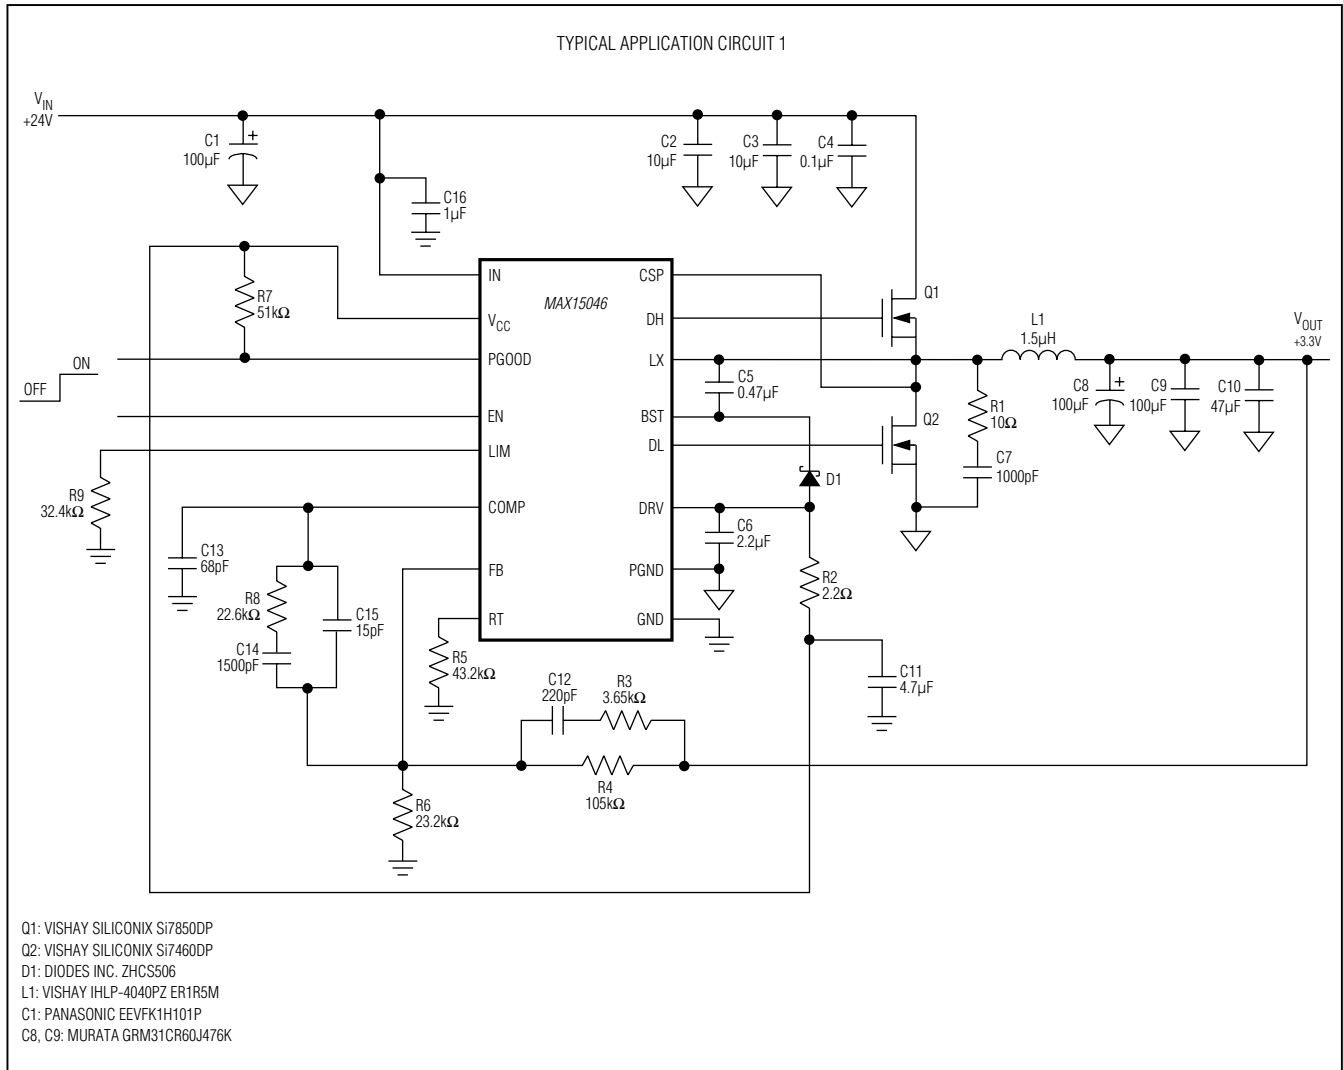 TYPICAL APPLICATION CIRCUIT 1
VIN
+24V
C1
100µF
C2
10µF
C3
10µF
C4
0.1µF
C16
1µF
R7
51kΩ
IN
VCC
PGOOD
EN
LIM
COMP
FB
RT
MAX15046
CSP
DH
LX
BST
DL
DRV
PGND
GND
ON
OFF
Q1
Q2
L1
1.5µH
VOUT
+3.3V
C5
0.47µF
R1
10Ω
C7
1000pF
C8
100µF
C9
100µF
C10
47µF
D1
C6
2.2µF
R2
2.2Ω
C11
4.7µF
R9
32.4kΩ
C13
68pF
R8
22.6kΩ
C14
1500pF
C15
15pF
R5
43.2kΩ
C12
220pF
R3
3.65kΩ
R4
105kΩ
R6
23.2kΩ
Q1: VISHAY SILICONIX Si7850DP
Q2: VISHAY SILICONIX Si7460DP
D1: DIODES INC. ZHCS506
L1: VISHAY IHLP-4040PZ ER1R5M
C1: PANASONIC EEVFK1H101P
C8, C9: MURATA GRM31CR60J476K